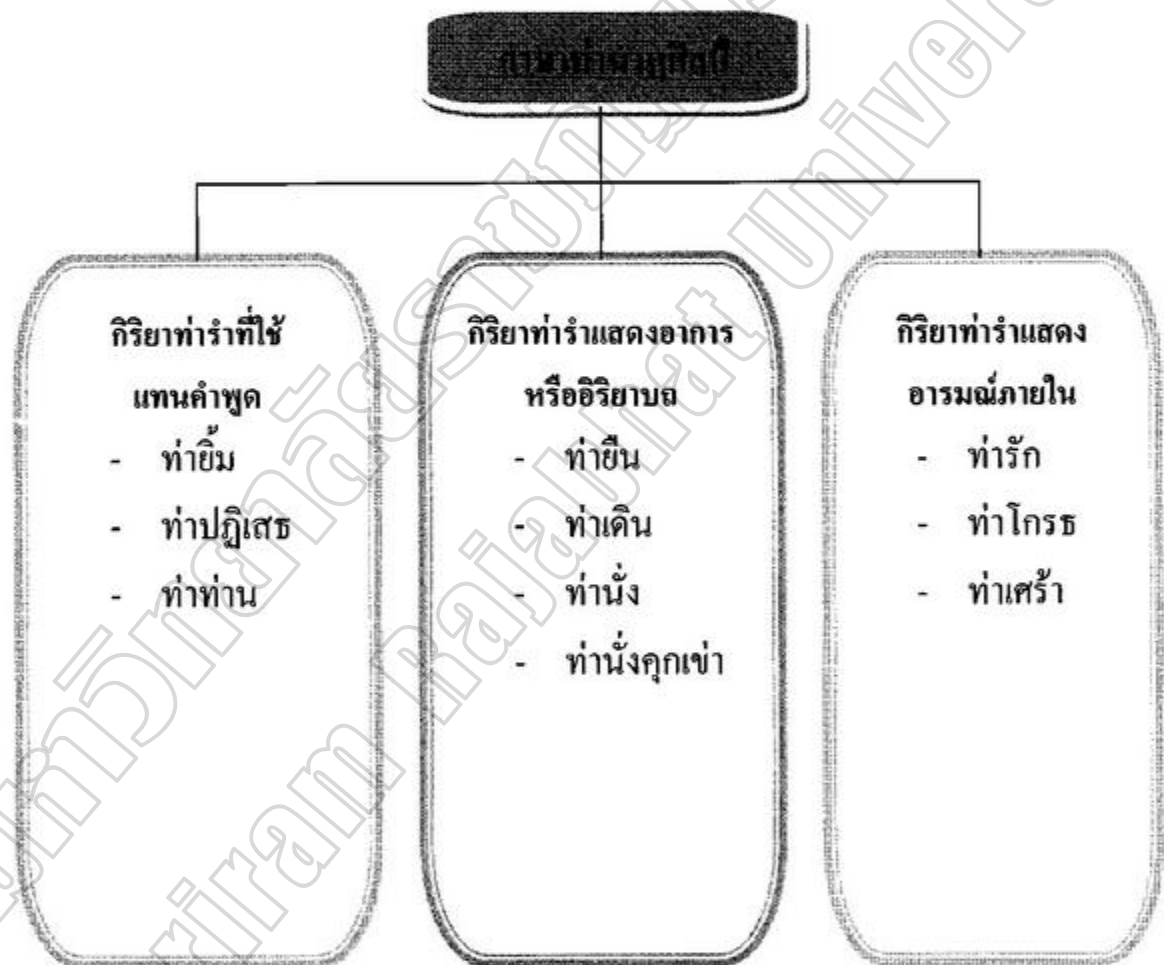 กิริยาท่ารำที่ใช้
แทนคำพูด
- ท่ายิ้ม
- ท่าปฏิเสธ
- ท่าท่าน
กิริยาท่ารำแสดงอาการ
หรืออิริยาบถ
- ท่ายืน
- ท่าเดิน
- ท่านั่ง
- ท่านั่งคุกเข่า
กิริยาท่ารำแสดง
อารมณ์ภายใน
- ท่ารัก
- ท่าโกรธ
- ท่าเศร้า
riram Rajabhat Univer